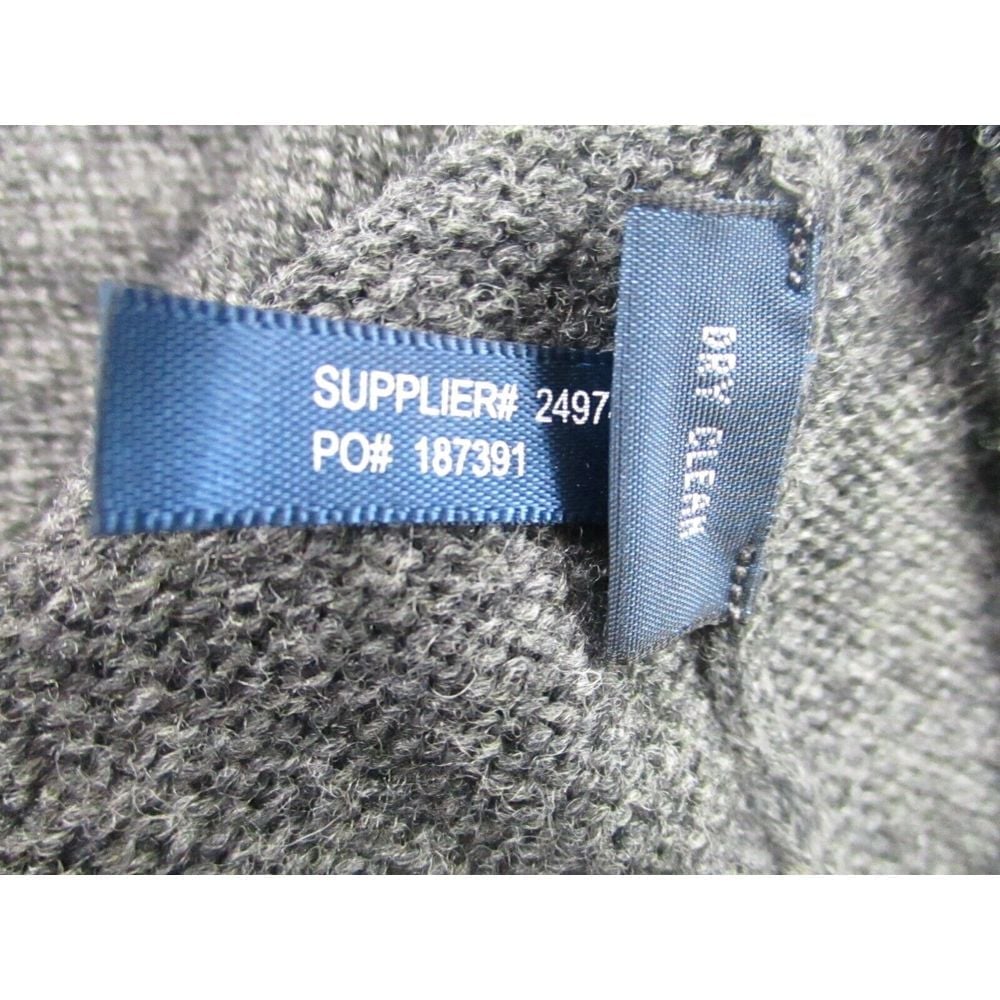 SUPPLIER# 2497
PO# 187391
DRY CLEAN